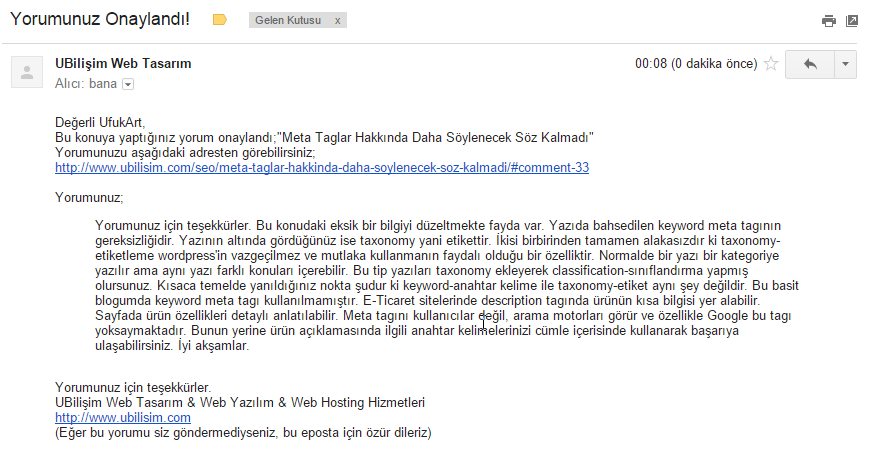 Yorumunuz Onaylandı!
Gelen Kutusu x
UBilişim Web Tasarım
00:08 (0 dakika önce)
Alıcı: bana
Değerli UfukArt,
Bu konuya yaptığınız yorum onaylandı;"Meta Taglar Hakkında Daha Söylenecek Söz Kalmadı"
Yorumunuzu aşağıdaki adresten görebilirsiniz;
http://www.ubilisim.com/seo/meta-taglar-hakkinda-daha-soylenecek-soz-kalmadi/#comment-33
Yorumunuz;
Yorumunuz için teşekkürler. Bu konudaki eksik bir bilgiyi düzeltmekte fayda var. Yazıda bahsedilen keyword meta tagının
gereksizliğidir. Yazının altında gördüğünüz ise taxonomy yani etikettir. İkisi birbirinden tamamen alakasızdır ki taxonomy-
etiketleme wordpress'in vazgeçilmez ve mutlaka kullanmanın faydalı olduğu bir özelliktir. Normalde bir yazı bir kategoriye
yazılır ama aynı yazı farklı konuları içerebilir. Bu tip yazıları taxonomy ekleyerek classification-sınıflandırma yapmış
olursunuz. Kısaca temelde yanıldığınız nokta şudur ki keyword-anahtar kelime ile taxonomy-etiket aynı şey değildir. Bu basit
blogumda keyword meta tagı kullanılmamıştır. E-Ticaret sitelerinde description tagında ürünün kısa bilgisi yer alabilir.
Sayfada ürün özellikleri detaylı anlatılabilir. Meta tagını kullanıcılar değil, arama motorları görür ve özellikle Google bu tagı
yoksaymaktadır. Bunun yerine ürün açıklamasında ilgili anahtar kelimelerinizi cümle içerisinde kullanarak başarıya
ulaşabilirsiniz. İyi akşamlar.
Yorumunuz için teşekkürler.
UBilişim Web Tasarım & Web Yazılım & Web Hosting Hizmetleri
http://www.ubilisim.com
(Eğer bu yorumu siz göndermediyseniz, bu eposta için özür dileriz)